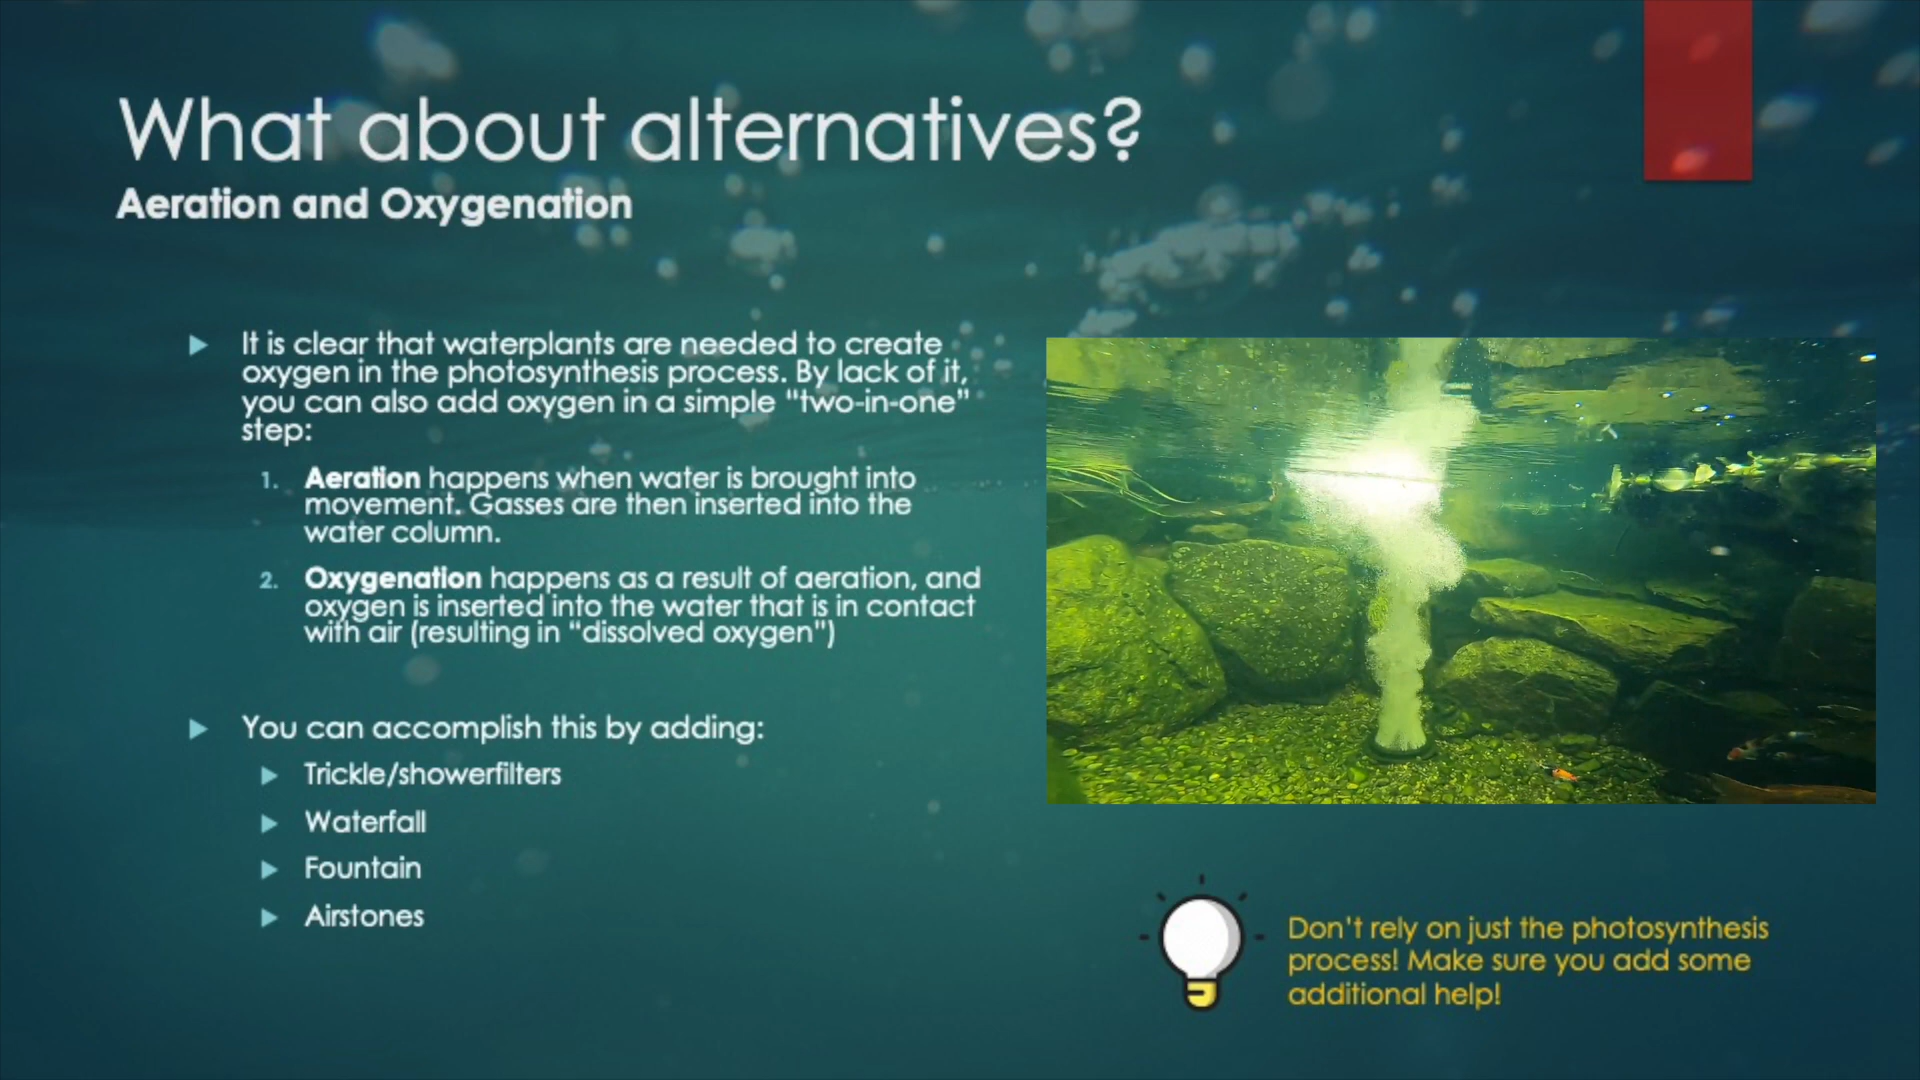 What about alternatives?
Aeration and Oxygenation
It is clear that waterplants are needed to create
oxygen in the photosynthesis process. By lack of it,
you can also add oxygen in a simple "two-in-one"
step:
1. Aeration happens when water is brought into
movement. Gasses are then inserted into the
water column.
2. Oxygenation happens as a result of aeration, and
oxygen is inserted into the water that is in contact
with air (resulting in “dissolved oxygen”)
You can accomplish this by adding:
Trickle/showerfilters
Waterfall
Fountain
Airstones
Don’t rely on just the photosynthesis
process! Make sure you add some
additional help!